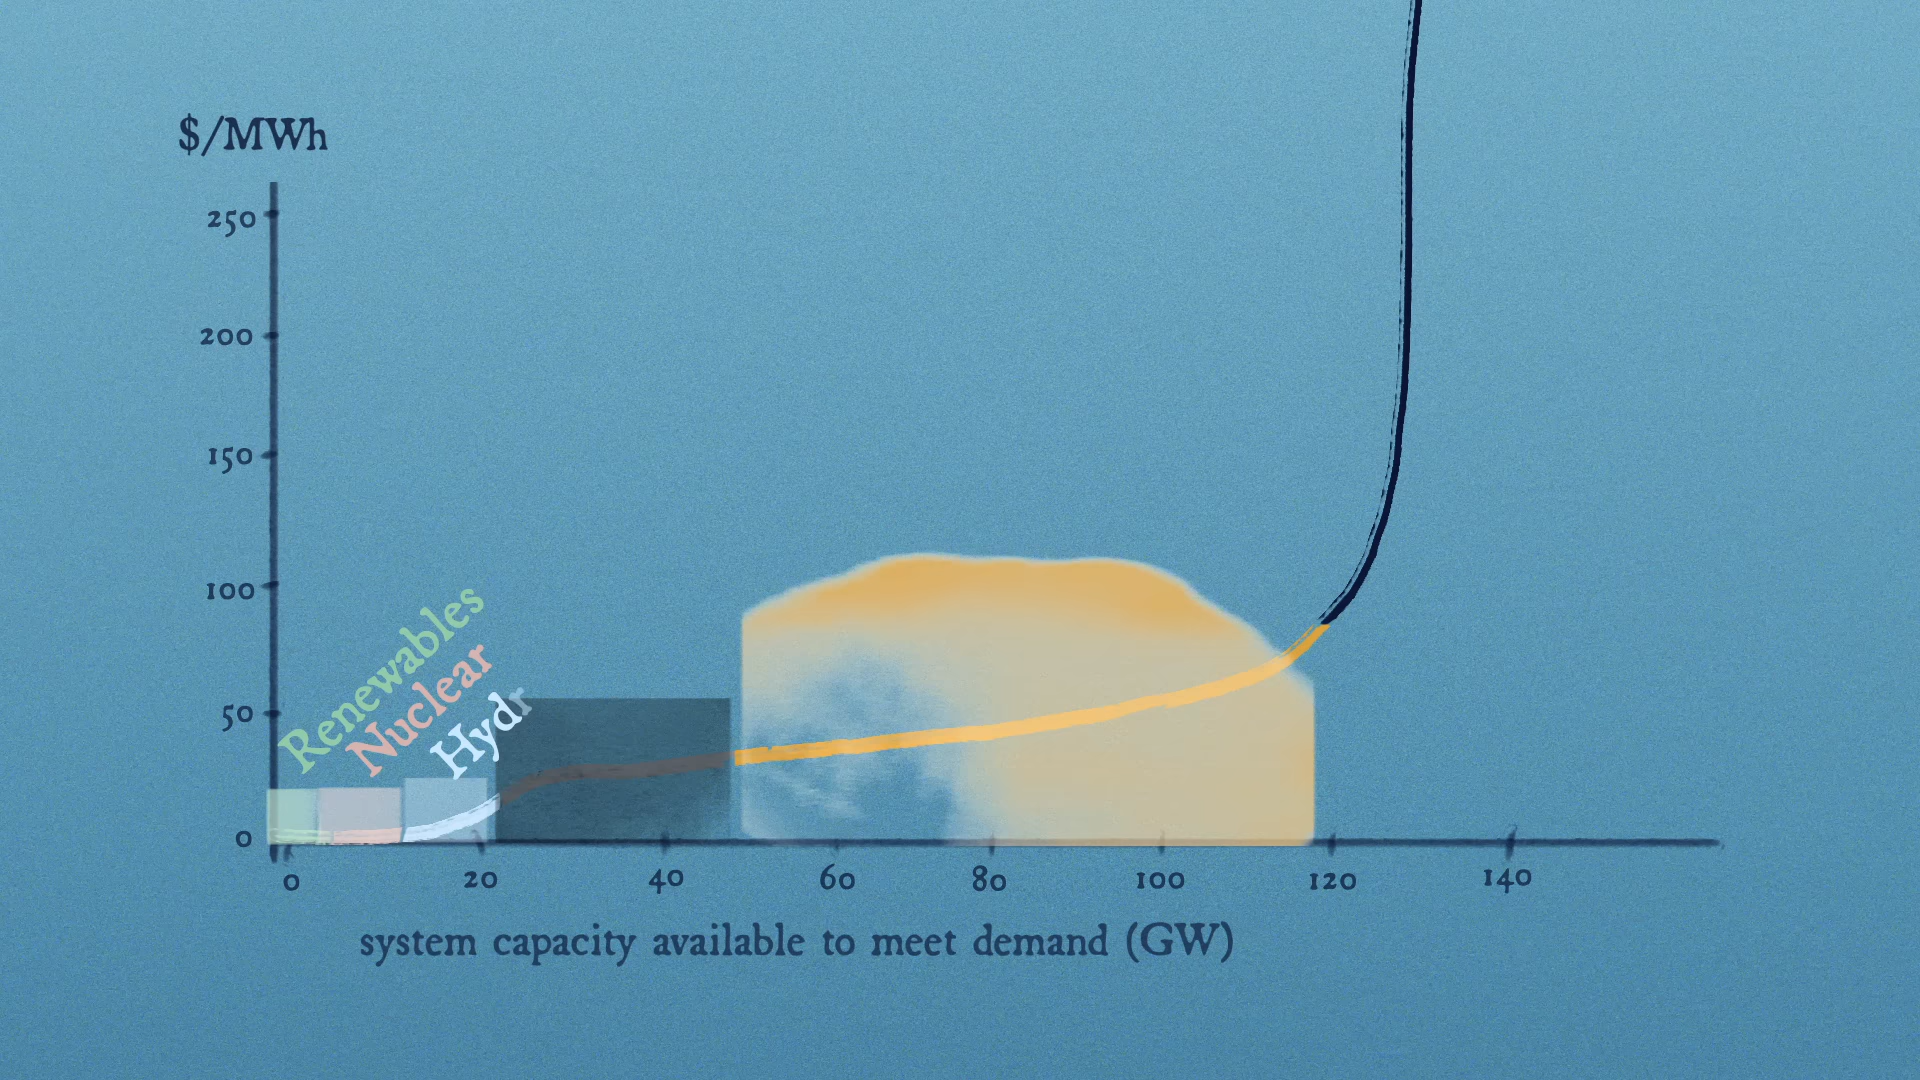 $/MWh
250
200
150
100
50
0
Renewables
Nuclear
Hydr
0 20 40 60 80 100 120 140
system capacity available to meet demand (GW)